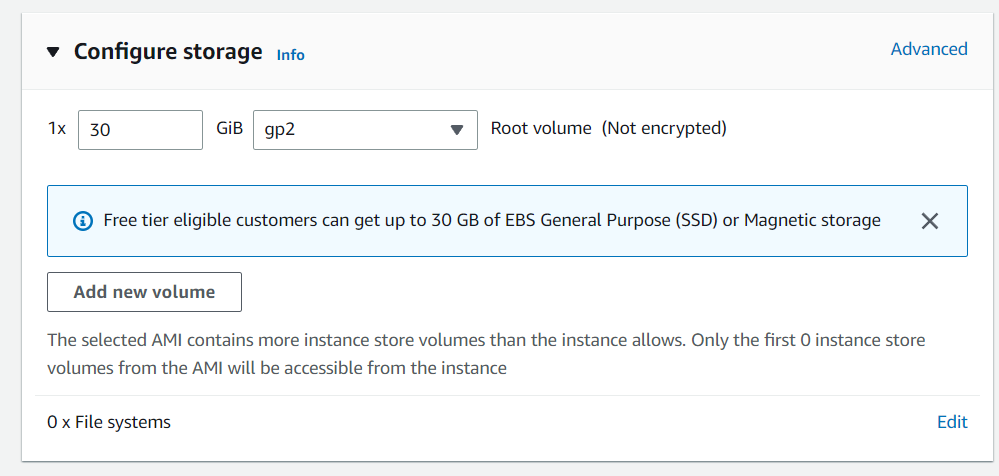 Configure storage Info Advanced
1x 30 GiB gp2 Root volume (Not encrypted)
Free tier eligible customers can get up to 30 GB of EBS General Purpose (SSD) or Magnetic storage
Add new volume
The selected AMI contains more instance store volumes than the instance allows. Only the first 0 instance store
volumes from the AMI will be accessible from the instance
0 x File systems Edit